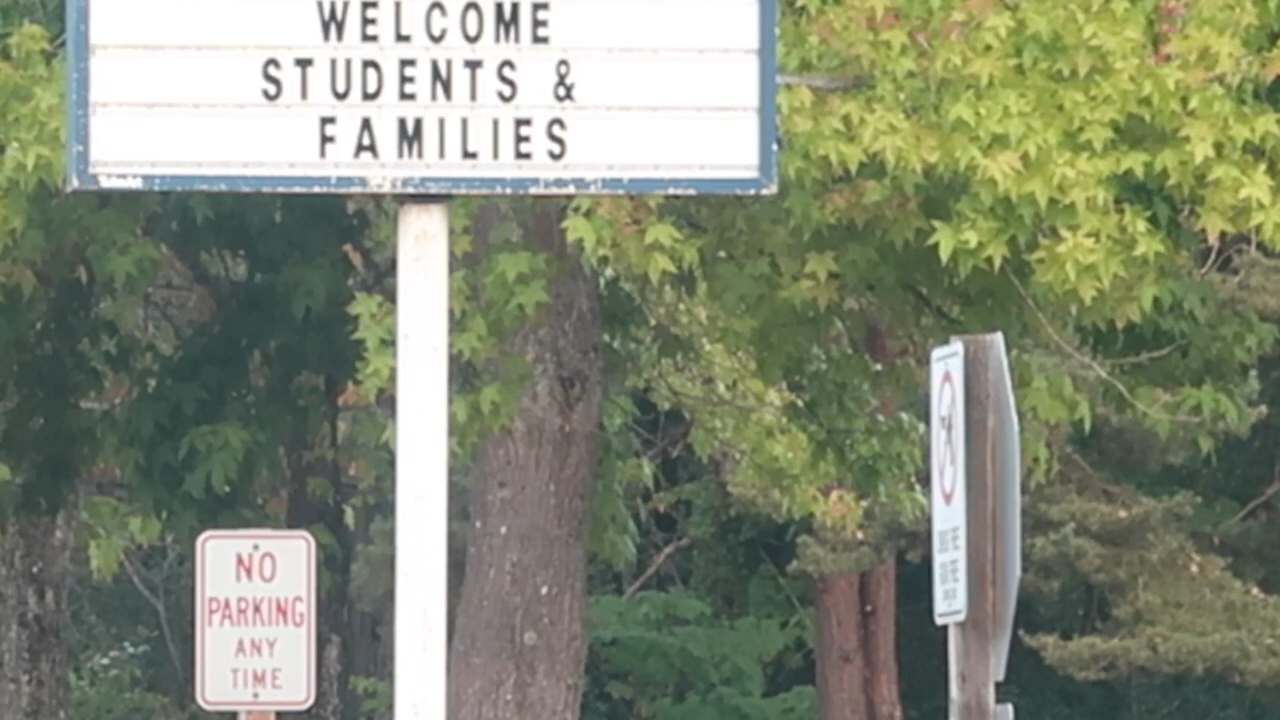 WELCOME
STUDENTS &
FAMILIES
NO
PARKING
ANY
TIME